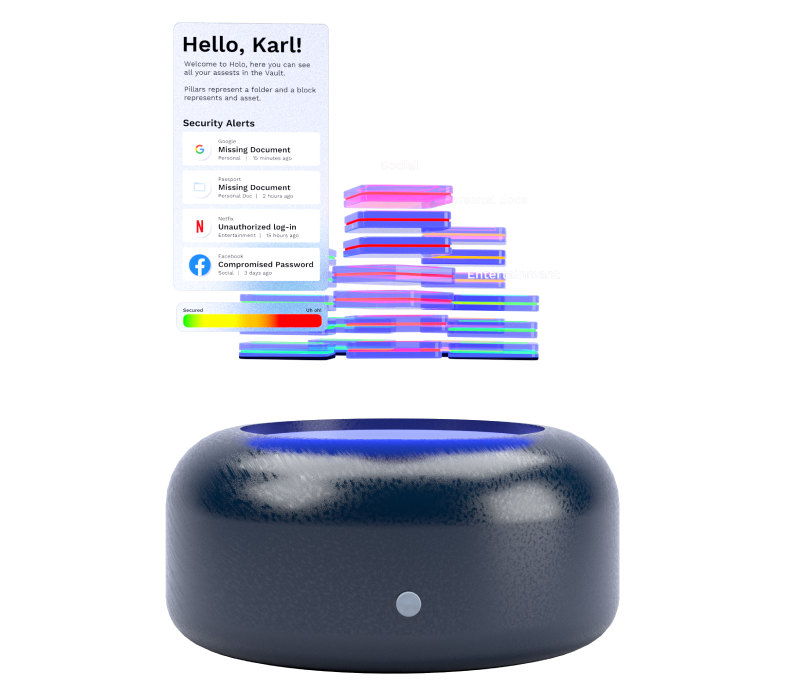 Hello, Karl!
Welcome to Holo, here you can see
all your assests in the Vault.
Pillars represent a folder and a block
represents and asset.
Security Alerts
Google
Missing Document
Personal | 15 minutes ago
Passport
Missing Document
Personal Doc | 2 hours ago
Netflix
Unauthorized log-in
Entertainment | 15 hours ago
Facebook
Compromised Password
Social | 3 days ago
Secured!
Uh oh!
Social
Entertainment